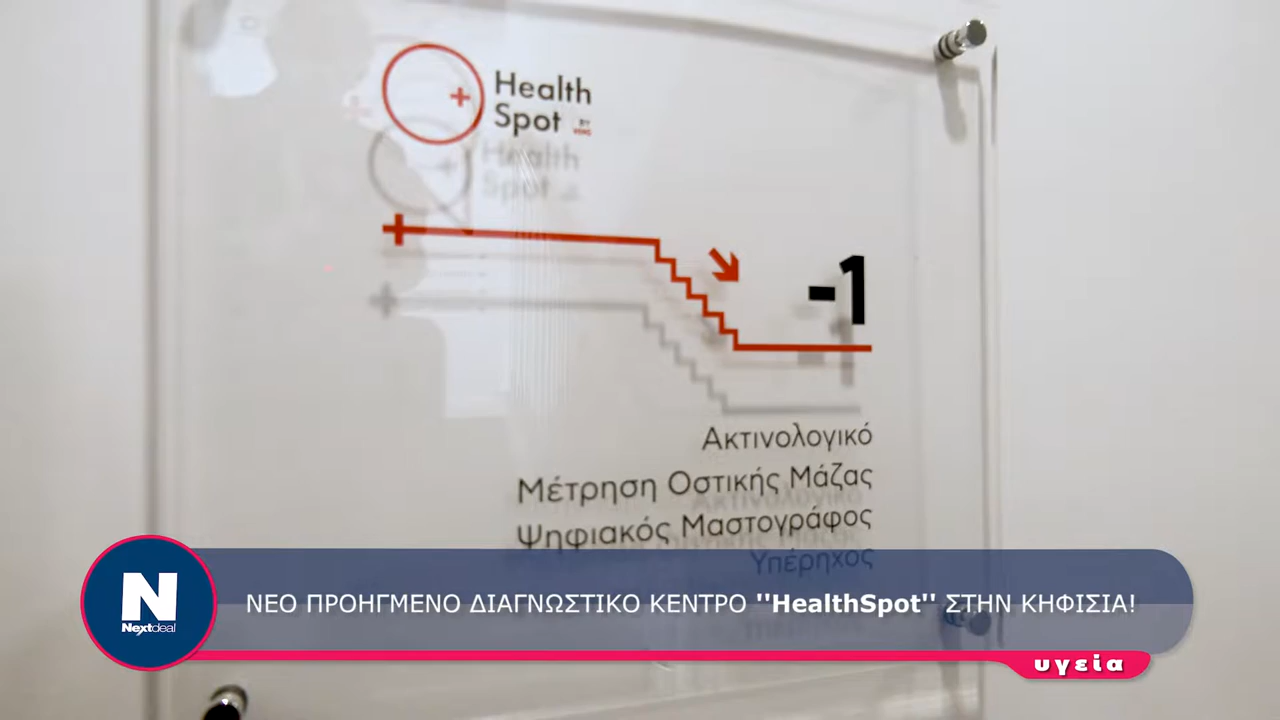 Health
Spot BY
-1
Ακτινολογικό
Μέτρηση Οστικής Μάζας
Ψηφιακός Μαστογράφος
Υπέρηχος
N
Nextdeal
ΝΕΟ ΠΡΟΗΓΜΕΝΟ ΔΙΑΓΝΩΣΤΙΚΟ ΚΕΝΤΡΟ "HealthSpot" ΣΤΗΝ ΚΗΦΙΣΙΑ!
υγεία